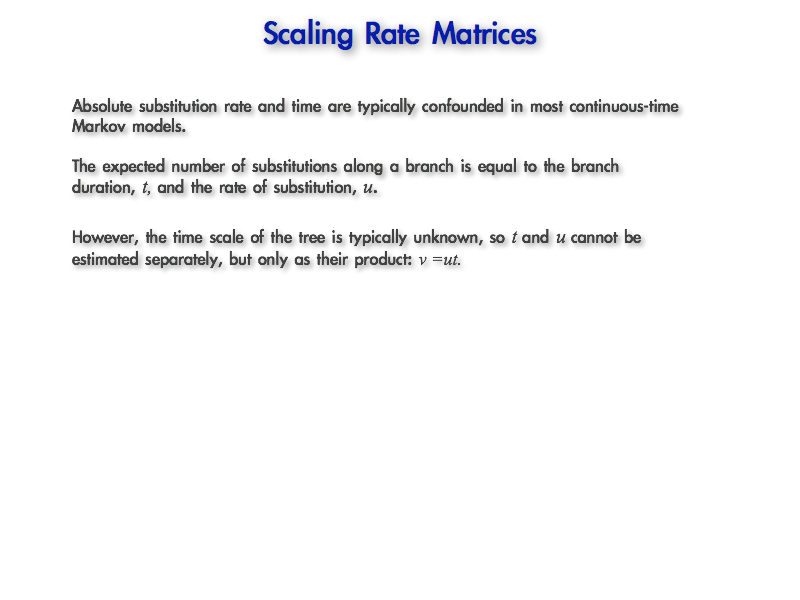 Scaling Rate Matrices
Absolute substitution rate and time are typically confounded in most continuous-time
Markov models.
The expected number of substitutions along a branch is equal to the branch
duration, t, and the rate of substitution, u.
However, the time scale of the tree is typically unknown, so t and u cannot be
estimated separately, but only as their product: v =ut.